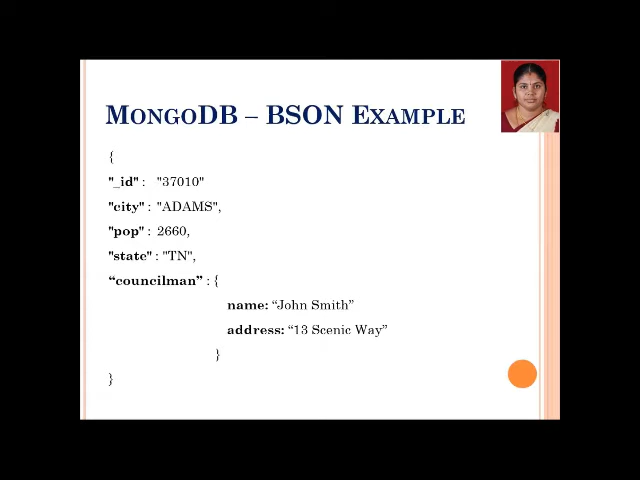 MONGODB – BSON EXAMPLE
{
"_id" : "37010"
"city" : "ADAMS",
"pop" : 2660,
"state" : "TN",
“councilman” : {
name: “John Smith”
address: “13 Scenic Way”
}
}